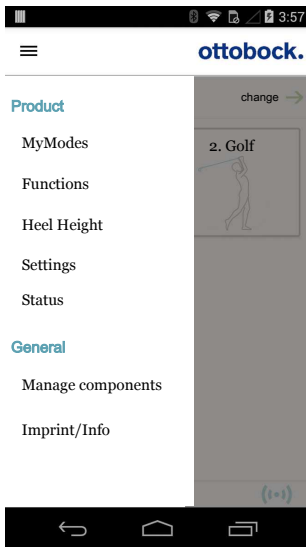 3:57
ottobock.
Product
change
MyModes
2. Golf
Functions
Heel Height
Settings
Status
General
Manage components
Imprint/Info